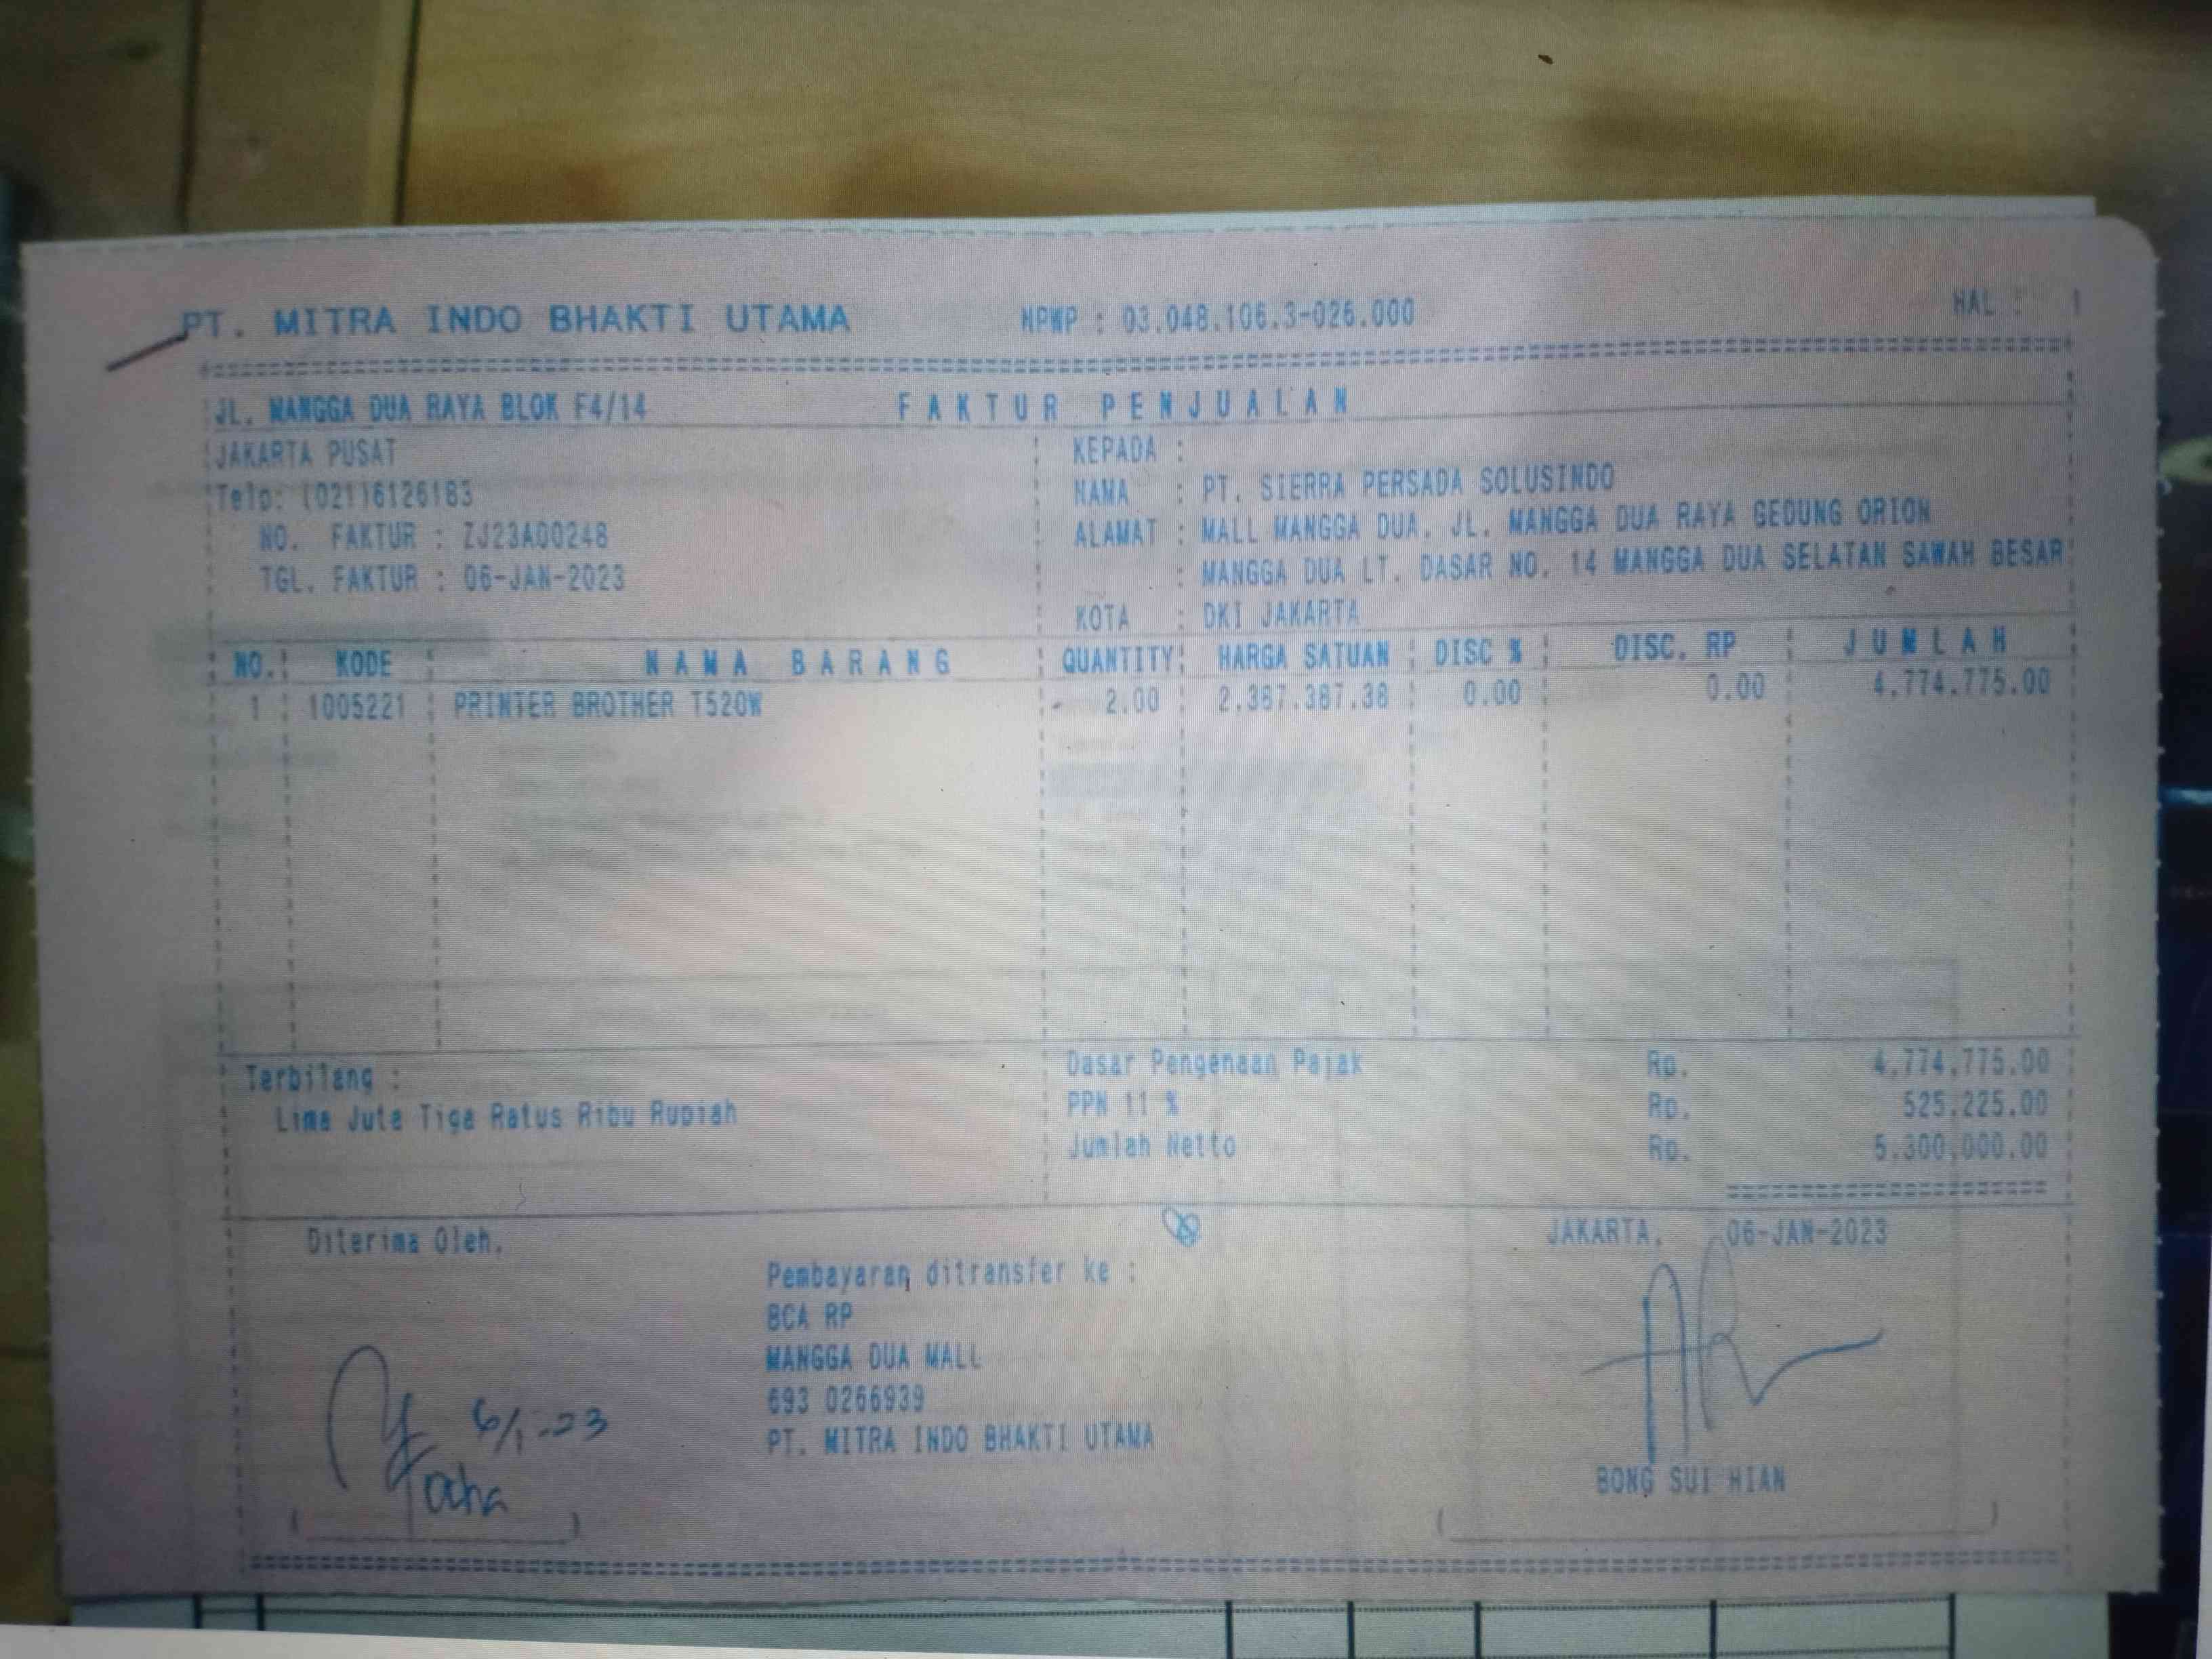 PT. MITRA INDO BHAKTI UTAMA NPWP : 03.048.106.3-026.000 HAL : 1
JL. MANGGA DUA RAYA BLOK F4/14 FAKTUR PENJUALAN
JAKARTA PUSAT
Telp: (021)6126183
NO. FAKTUR : ZJ23A00248
TGL. FAKTUR : 06-JAN-2023
KEPADA :
NAMA : PT. SIERRA PERSADA SOLUSINDO
ALAMAT : MALL MANGGA DUA, JL. MANGGA DUA RAYA GEDUNG ORION
: MANGGA DUA LT. DASAR NO. 14 MANGGA DUA SELATAN SAWAH BESAR
KOTA : DKI JAKARTA
NO. KODE NAMA BARANG QUANTITY HARGA SATUAN DISC % DISC. RP JUMLAH
1 1005221 PRINTER BROTHER T520W 2.00 2,387,387.38 0.00 0.00 4,774,775.00
Terbilang :
Lima Juta Tiga Ratus Ribu Rupiah
Dasar Pengenaan Pajak Rp. 4,774,775.00
PPN 11 % Rp. 525,225.00
Jumlah Netto Rp. 5,300,000.00
Diterima Oleh,
6/1-23
Pembayaran ditransfer ke :
BCA RP
MANGGA DUA MALL
693 0266939
PT. MITRA INDO BHAKTI UTAMA
JAKARTA, 06-JAN-2023
BONG SUI HIAN